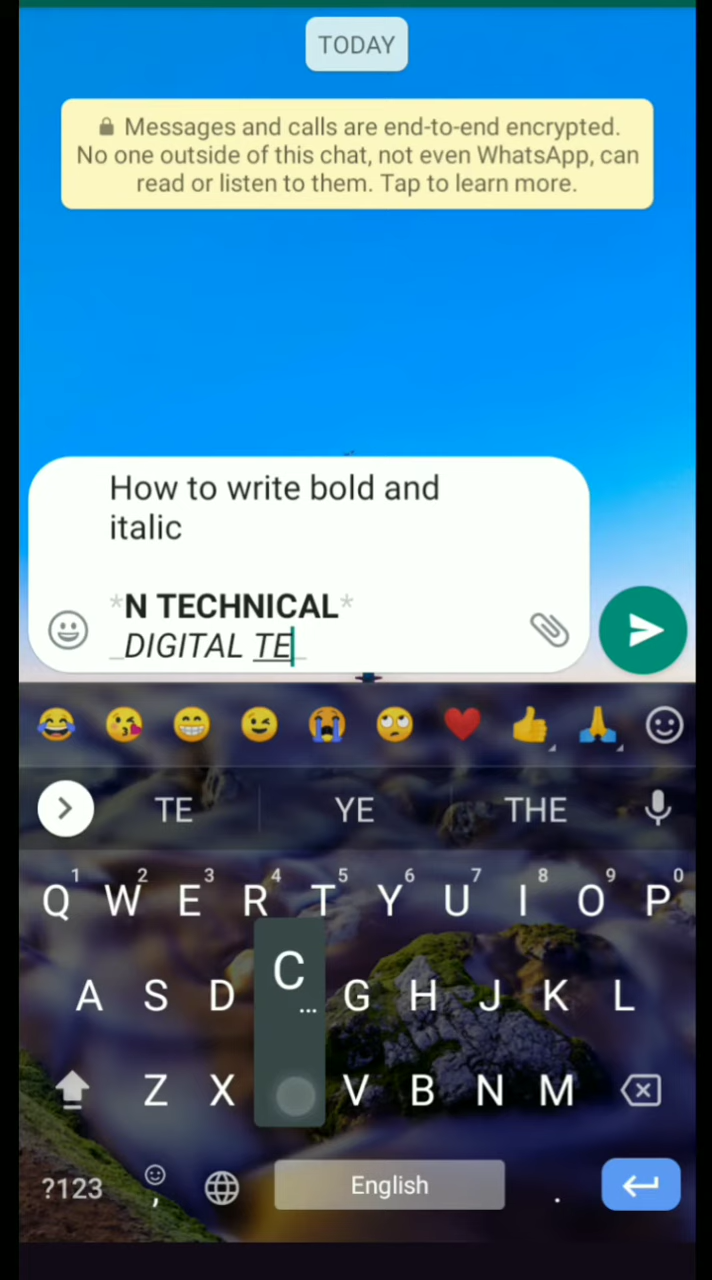 TODAY
Messages and calls are end-to-end encrypted.
No one outside of this chat, not even WhatsApp, can
read or listen to them. Tap to learn more.
How to write bold and
italic
*N TECHNICAL*
_DIGITAL TE_
TE YE THE
1 2 3 4 5 6 7 8 9 0
Q W E R T Y U I O P
C
...
A S D G H J K L
Z X V B N M
?123 , English .